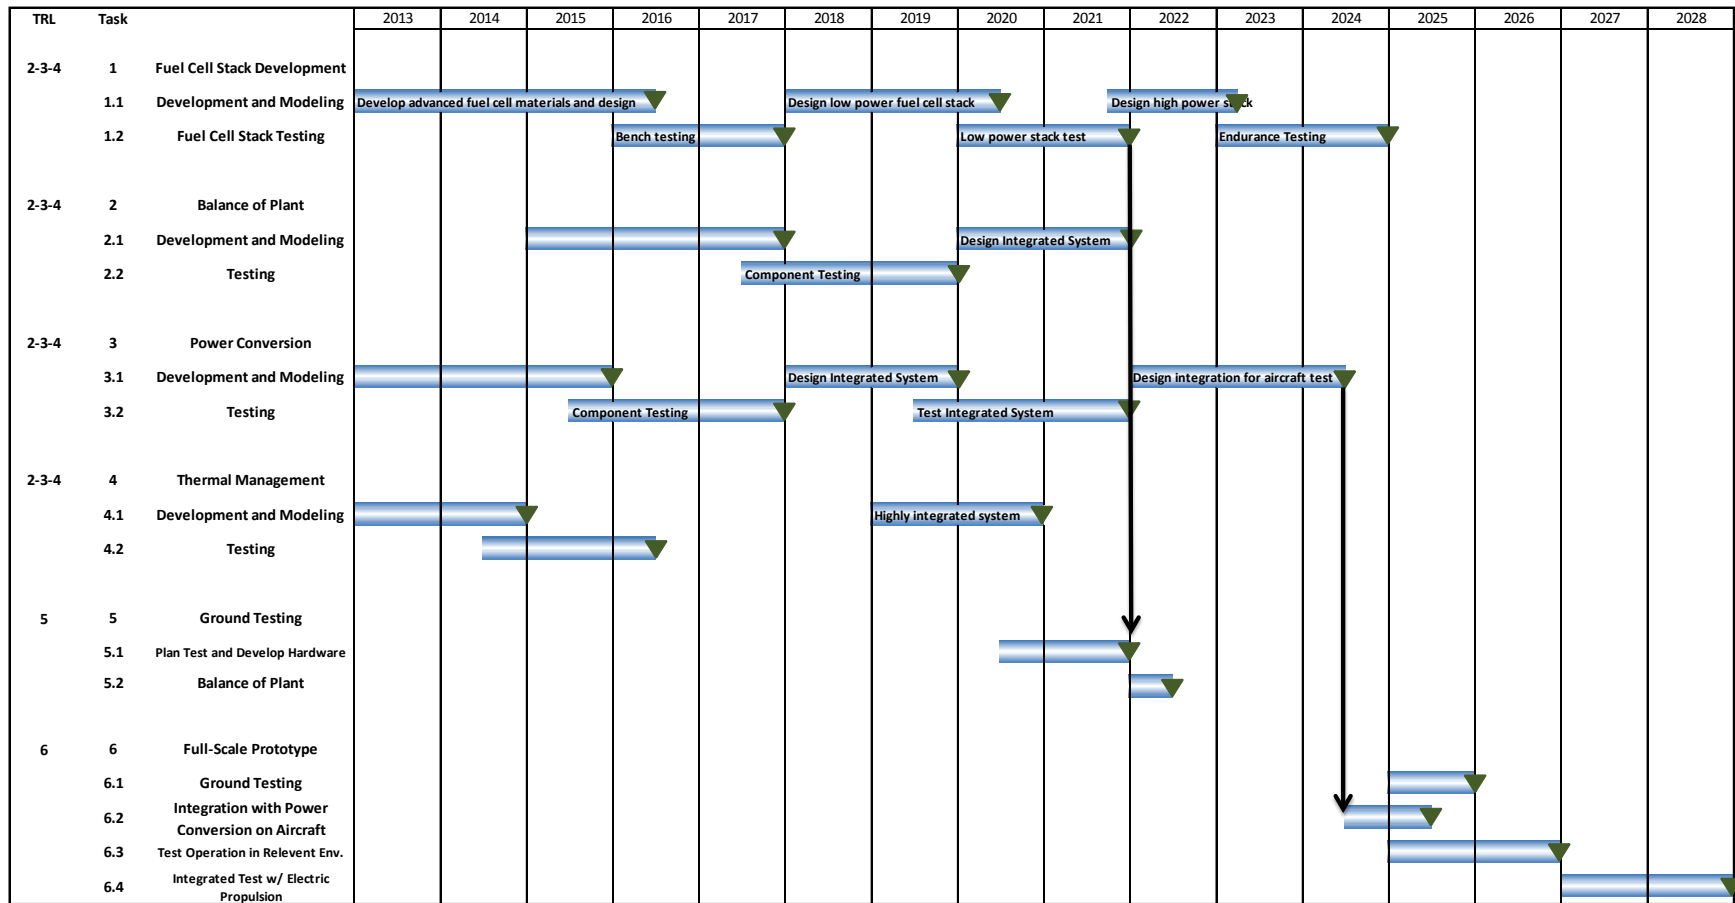 TRL Task 2013 2014 2015 2016 2017 2018 2019 2020 2021 2022 2023 2024 2025 2026 2027 2028
2-3-4 1 Fuel Cell Stack Development
1.1 Development and Modeling Develop advanced fuel cell materials and design Design low power fuel cell stack Design high power stack
1.2 Fuel Cell Stack Testing Bench testing Low power stack test Endurance Testing
2-3-4 2 Balance of Plant
2.1 Development and Modeling Design Integrated System
2.2 Testing Component Testing
2-3-4 3 Power Conversion
3.1 Development and Modeling Design Integrated System Design integration for aircraft test
3.2 Testing Component Testing Test Integrated System
2-3-4 4 Thermal Management
4.1 Development and Modeling Highly integrated system
4.2 Testing
5 5 Ground Testing
5.1 Plan Test and Develop Hardware
5.2 Balance of Plant
6 6 Full-Scale Prototype
6.1 Ground Testing
6.2 Integration with Power
Conversion on Aircraft
6.3 Test Operation in Relevent Env.
6.4 Integrated Test w/ Electric
Propulsion